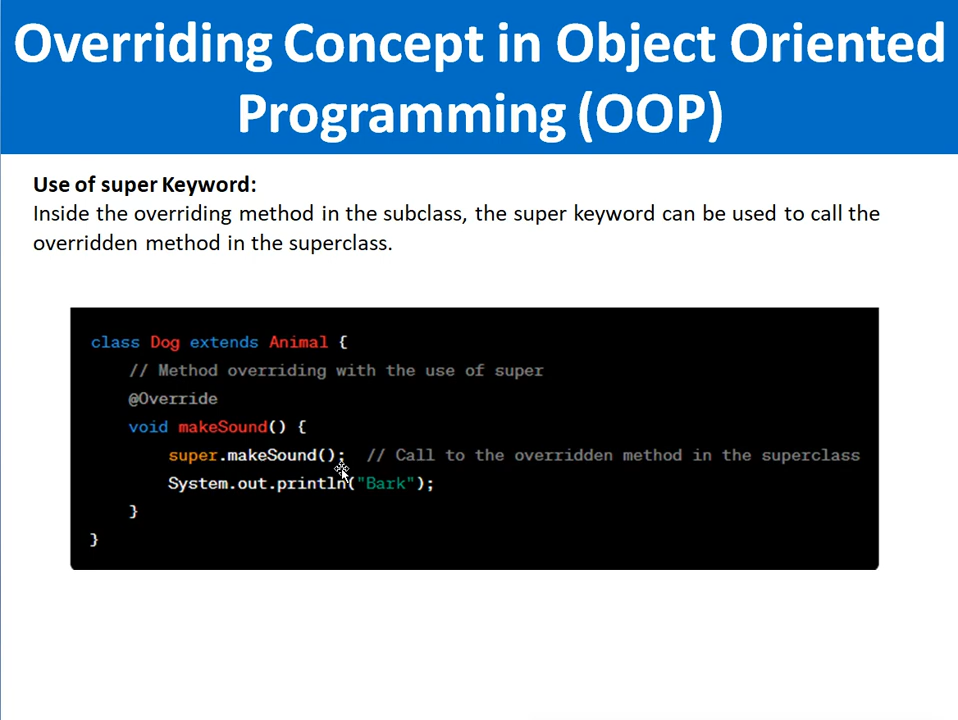 Overriding Concept in Object Oriented
Programming (OOP)
Use of super Keyword:
Inside the overriding method in the subclass, the super keyword can be used to call the
overridden method in the superclass.
class Dog extends Animal {
// Method overriding with the use of super
@Override
void makeSound() {
super.makeSound();  // Call to the overridden method in the superclass
System.out.println("Bark");
}
}